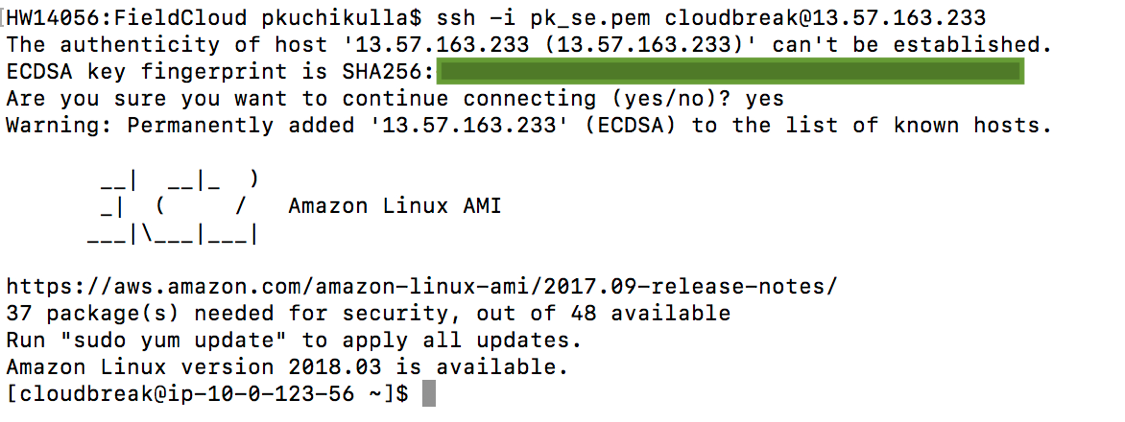 [HW14056:FieldCloud pkuchikulla$ ssh -i pk_se.pem cloudbreak@13.57.163.233
The authenticity of host '13.57.163.233 (13.57.163.233)' can't be established.
ECDSA key fingerprint is SHA256:
Are you sure you want to continue connecting (yes/no)? yes
Warning: Permanently added '13.57.163.233' (ECDSA) to the list of known hosts.
       __|  __|_  )
       _|  (     /   Amazon Linux AMI
      ___|\___|___|
https://aws.amazon.com/amazon-linux-ami/2017.09-release-notes/
37 package(s) needed for security, out of 48 available
Run "sudo yum update" to apply all updates.
Amazon Linux version 2018.03 is available.
[cloudbreak@ip-10-0-123-56 ~]$